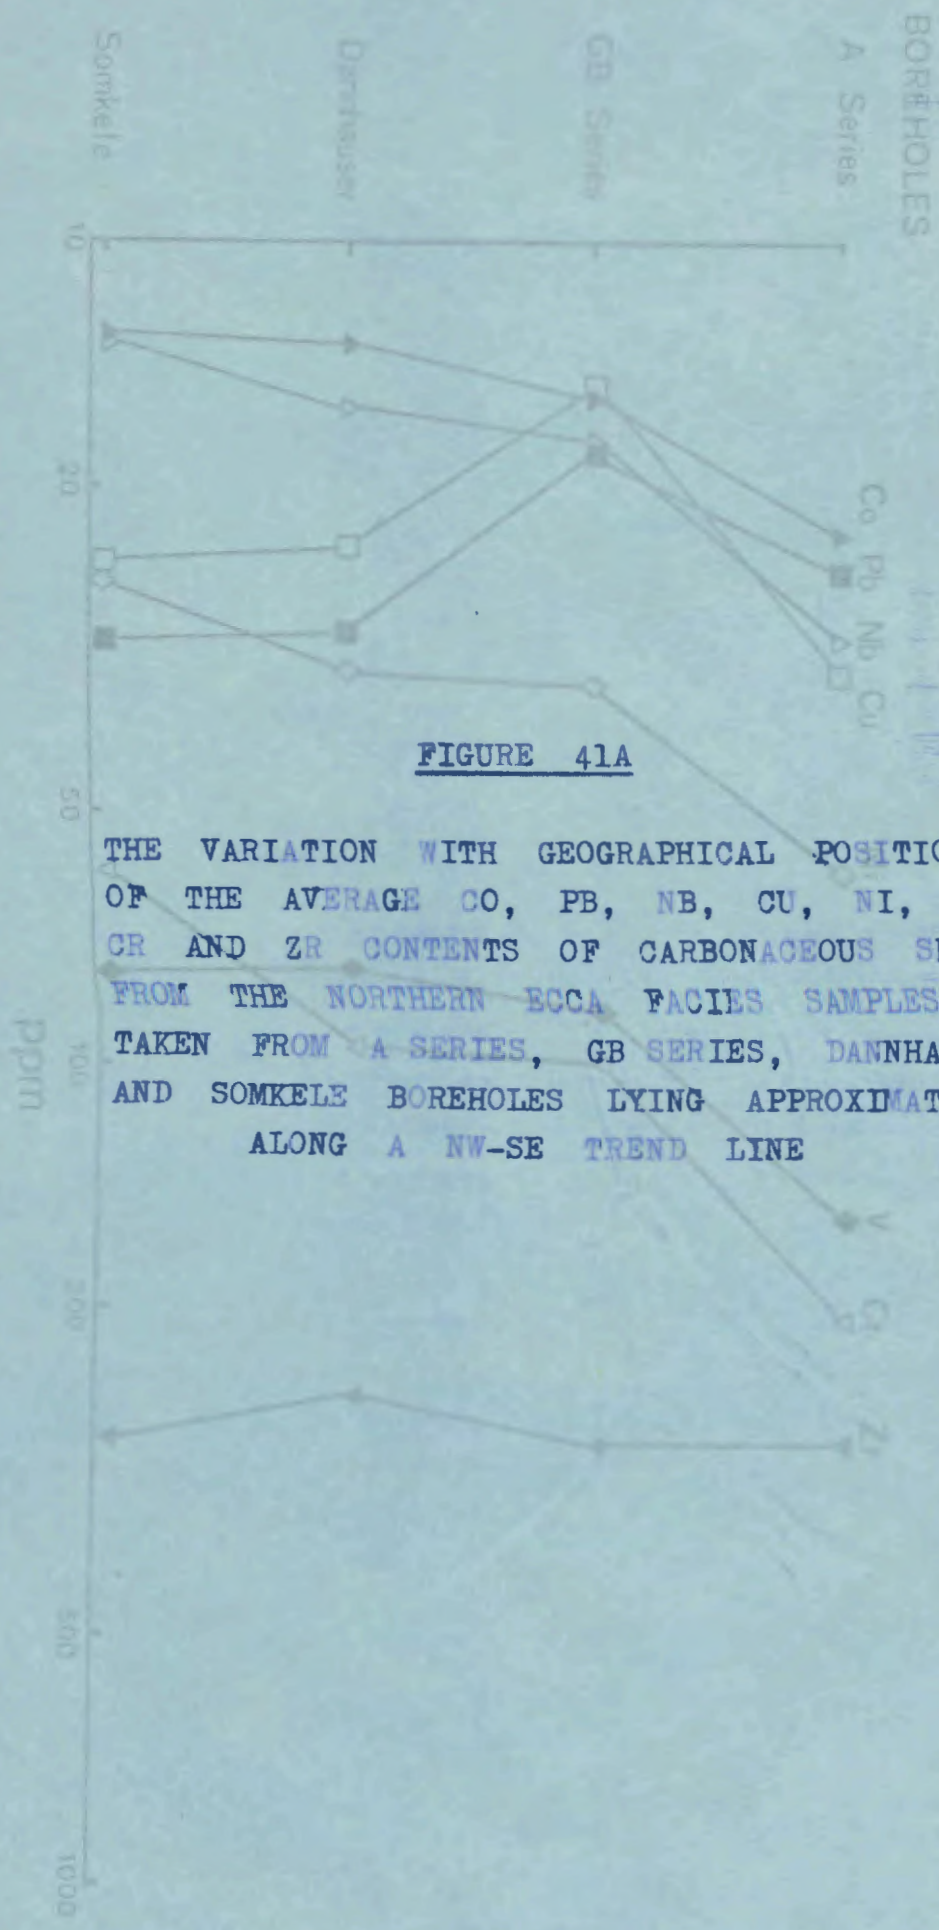 BOREHOLES
A Series
GB Series
Dannhauser
Somkele
10
20
50
100
200
500
1000
ppm
Co Pb Nb Cu
V
Cr
Zr
FIGURE 41A
THE VARIATION WITH GEOGRAPHICAL POSITIO
OF THE AVERAGE CO, PB, NB, CU, NI,
CR AND ZR CONTENTS OF CARBONACEOUS
FROM THE NORTHERN ECCA FACIES SAMPLES
TAKEN FROM A SERIES, GB SERIES, DANNHA
AND SOMKELE BOREHOLES LYING APPROXIMAT
ALONG A NW-SE TREND LINE